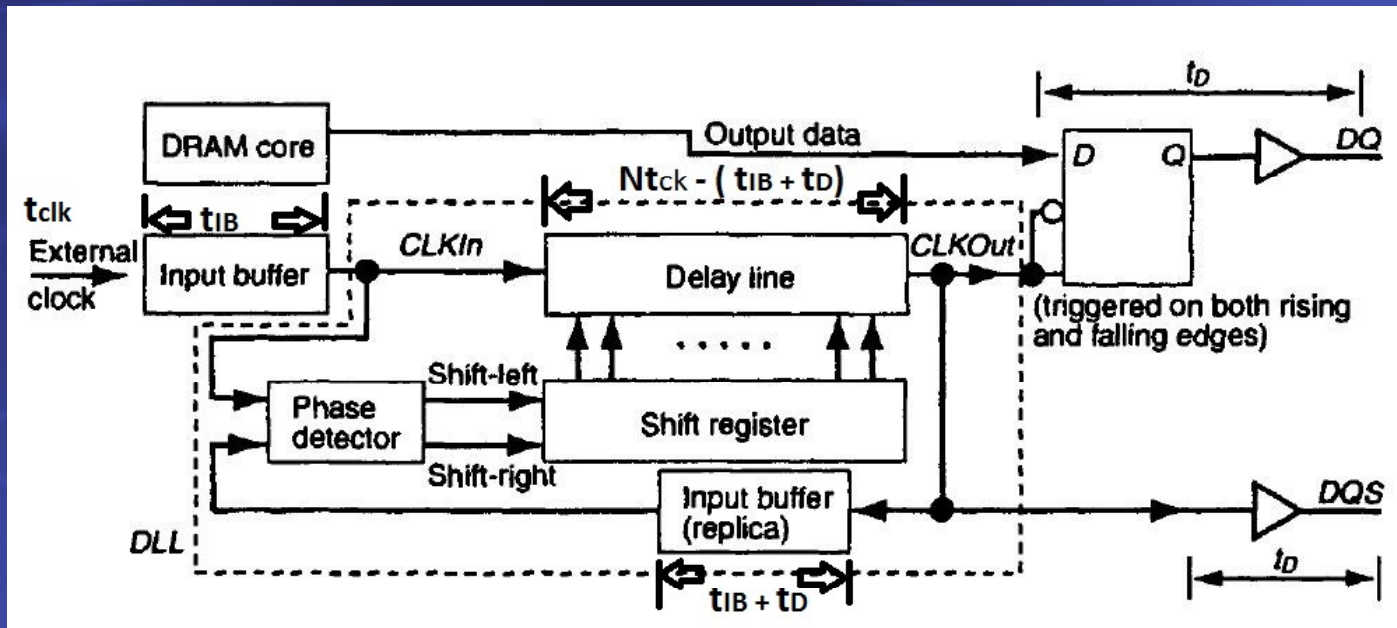 tD
DRAM core
Output data
D
Q
DQ
Ntck - ( tIB + tD)
tclk
tIB
External
clock
Input buffer
CLKIn
Delay line
CLKOut
(triggered on both rising
and falling edges)
.....
Shift-left
Phase
detector
Shift register
Shift-right
Input buffer
(replica)
DQS
DLL
tIB + tD
tD